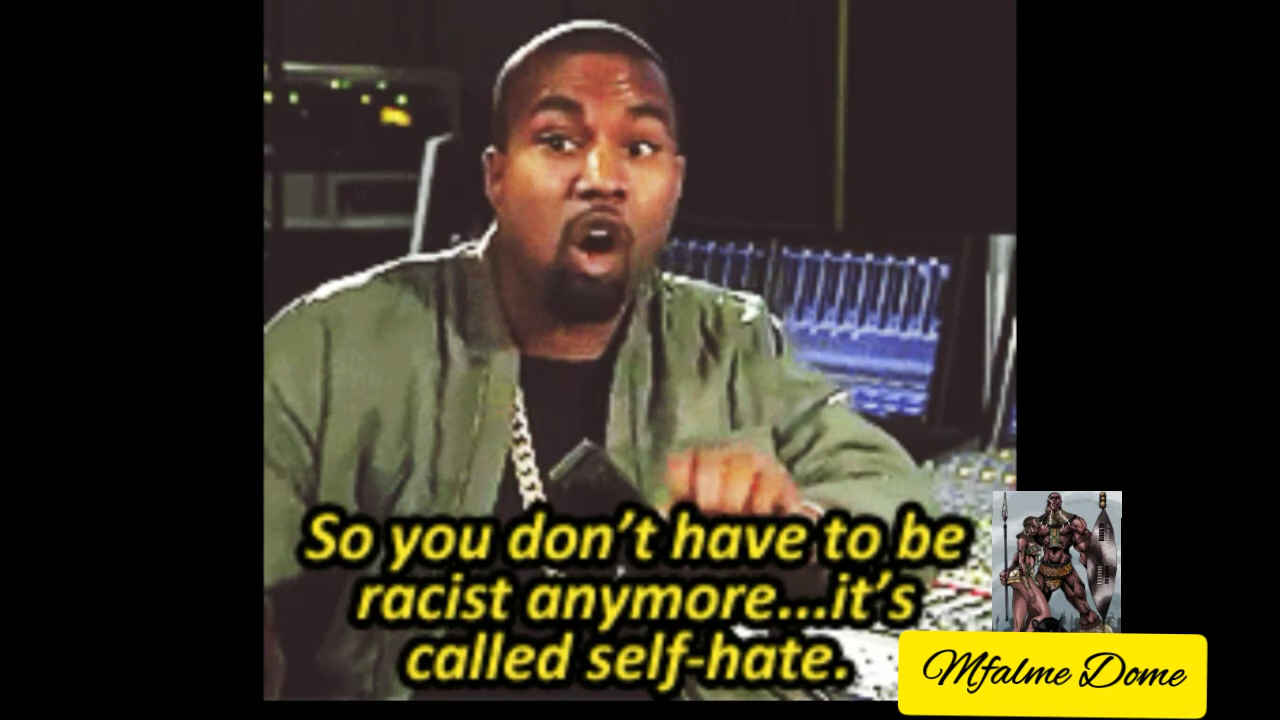 So you don't have to be
racist anymore...it's
called self-hate.
Mfalme Dome